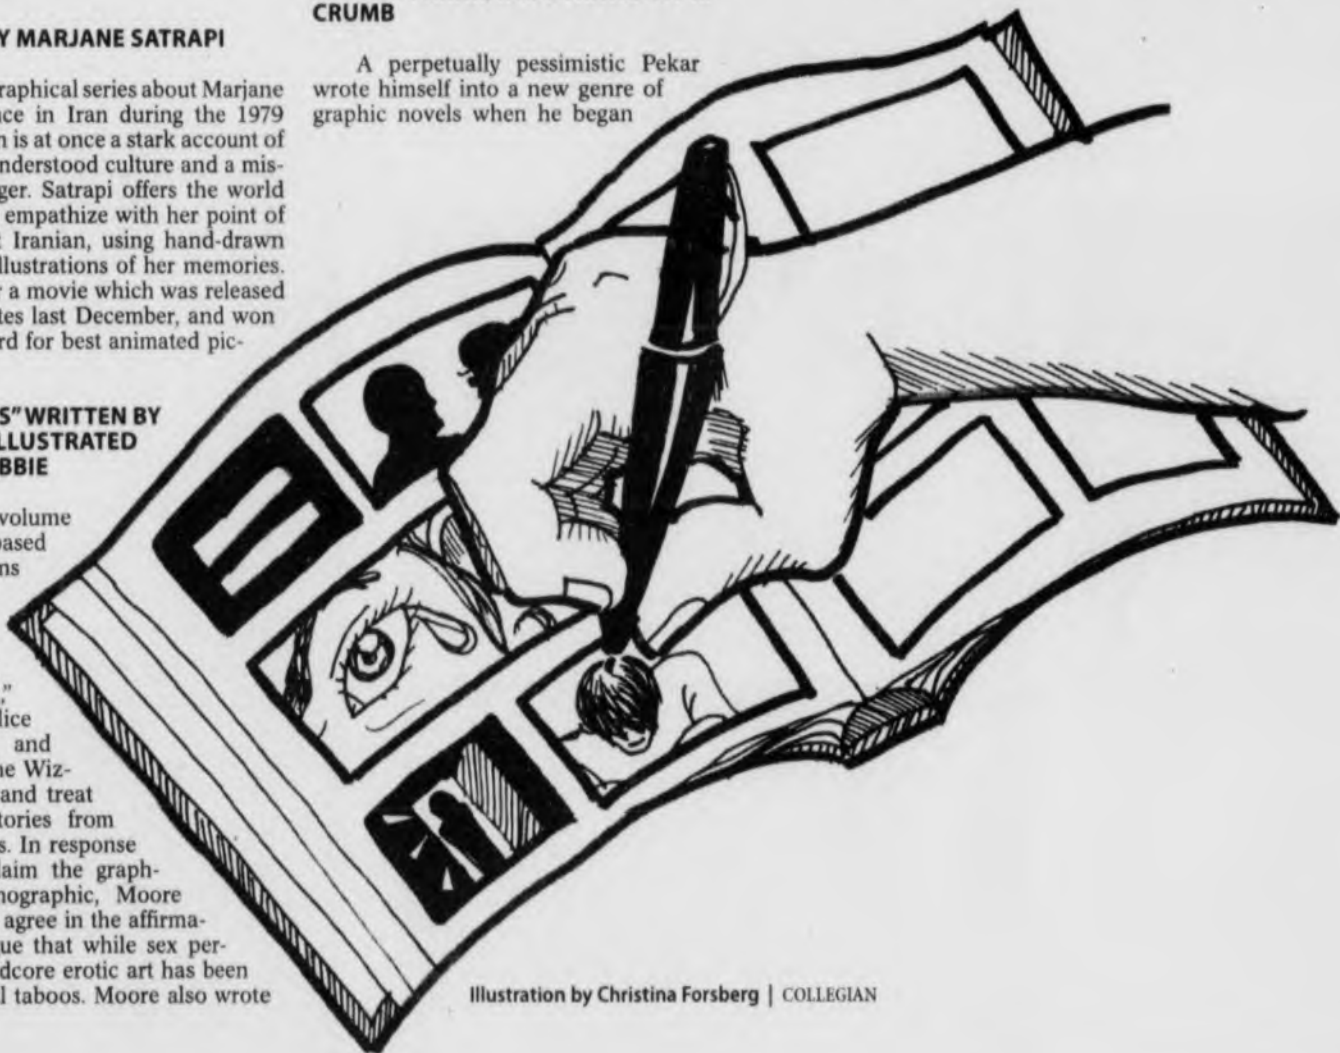 Y MARJANE SATRAPI
raphical series about Marjane
ce in Iran during the 1979
n is at once a stark account of
nderstood culture and a mis-
ger. Satrapi offers the world
empathize with her point of
Iranian, using hand-drawn
llustrations of her memories.
a movie which was released
tes last December, and won
rd for best animated pic-
S" WRITTEN BY
LLUSTRATED
BBIE
volume
ased
ns
,"
lice
and
ne Wiz-
and treat
tories from
s. In response
aim the graph-
nographic, Moore
agree in the affirma-
ue that while sex per-
dcore erotic art has been
l taboos. Moore also wrote
CRUMB
A perpetually pessimistic Pekar
wrote himself into a new genre of
graphic novels when he began
Illustration by Christina Forsberg | COLLEGIAN